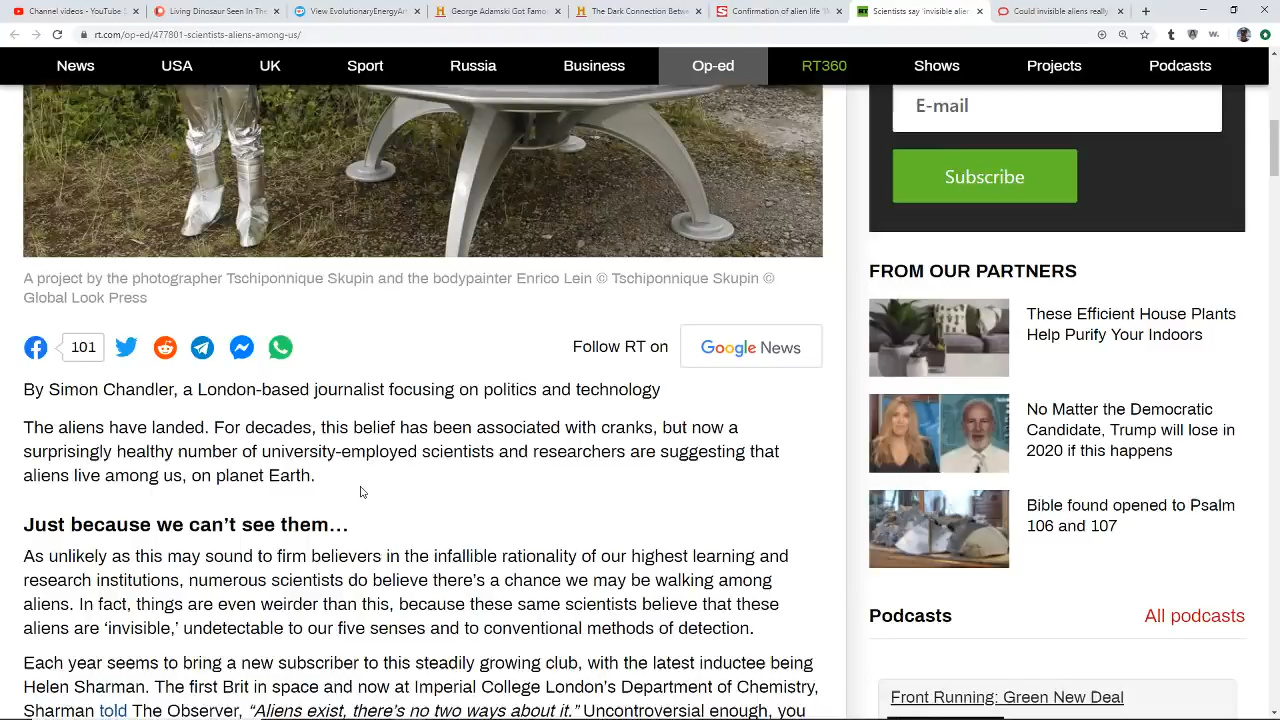 Channel videos - YouTube S
Living Dinosaur Seen In The
View EvolutionaryEnergyAr
George Adamski Got Famo
The Dark Connection Betw
Confirmation of alien life 'W
Scientists say 'invisible alien
Could invisible aliens really
rt.com/op-ed/477801-scientists-aliens-among-us/
News USA UK Sport Russia Business Op-ed RT360 Shows Projects Podcasts
E-mail
Subscribe
A project by the photographer Tschiponnique Skupin and the bodypainter Enrico Lein © Tschiponnique Skupin ©
Global Look Press
101
Follow RT on Google News
By Simon Chandler, a London-based journalist focusing on politics and technology
The aliens have landed. For decades, this belief has been associated with cranks, but now a
surprisingly healthy number of university-employed scientists and researchers are suggesting that
aliens live among us, on planet Earth.
Just because we can’t see them…
As unlikely as this may sound to firm believers in the infallible rationality of our highest learning and
research institutions, numerous scientists do believe there’s a chance we may be walking among
aliens. In fact, things are even weirder than this, because these same scientists believe that these
aliens are ‘invisible,’ undetectable to our five senses and to conventional methods of detection.
Each year seems to bring a new subscriber to this steadily growing club, with the latest inductee being
Helen Sharman. The first Brit in space and now at Imperial College London’s Department of Chemistry,
Sharman told The Observer, “Aliens exist, there’s no two ways about it.” Uncontroversial enough, you
FROM OUR PARTNERS
These Efficient House Plants
Help Purify Your Indoors
No Matter the Democratic
Candidate, Trump will lose in
2020 if this happens
Bible found opened to Psalm
106 and 107
Podcasts All podcasts
Front Running: Green New Deal